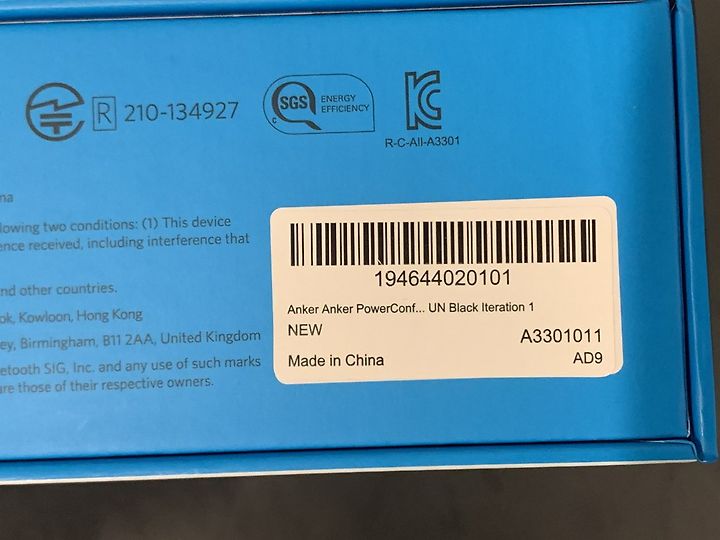 R 210-134927
SGS ENERGY
EFFICIENCY
c
R-C-AII-A3301
na
lowing two conditions: (1) This device
ence received, including interference that
nd other countries.
ok, Kowloon, Hong Kong
ey, Birmingham, B11 2AA, United Kingdom
etooth SIG, Inc. and any use of such marks
are those of their respective owners.
194644020101
Anker Anker PowerConf... UN Black Iteration 1
NEW
A3301011
Made in China
AD9